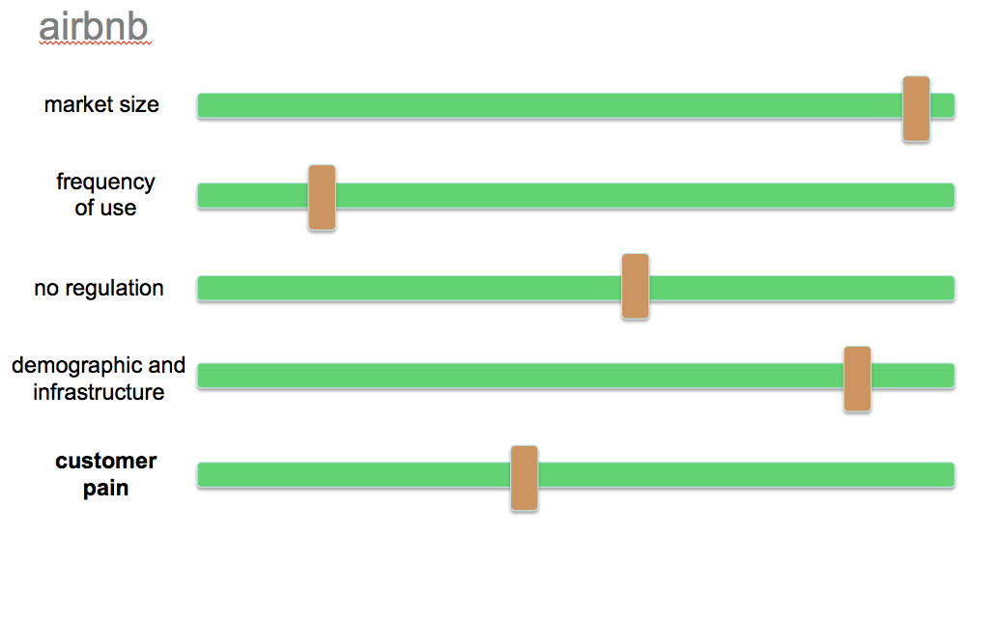 airbnb
market size
frequency
of use
no regulation
demographic and
infrastructure
customer
pain